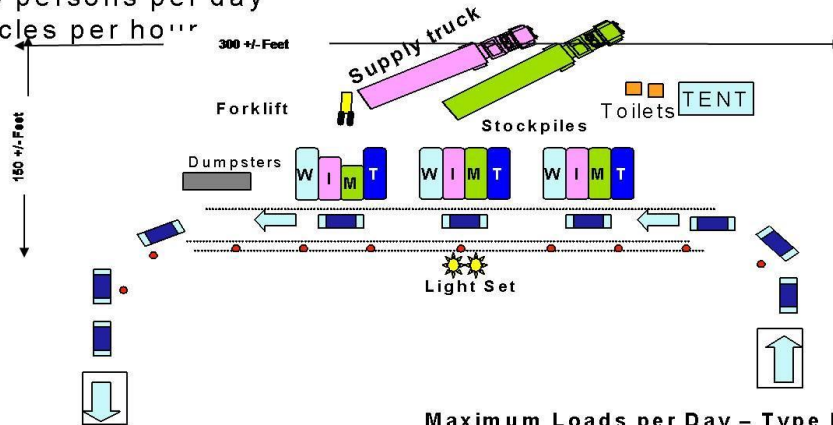 persons per day
cles per hour
300 +/- Feet
Supply truck
150 +/- Feet
Forklift
Toilets
TENT
Stockpiles
Dumpsters
W I M T
W I M T
W I M T
Light Set
Maximum Loads per Day – Type